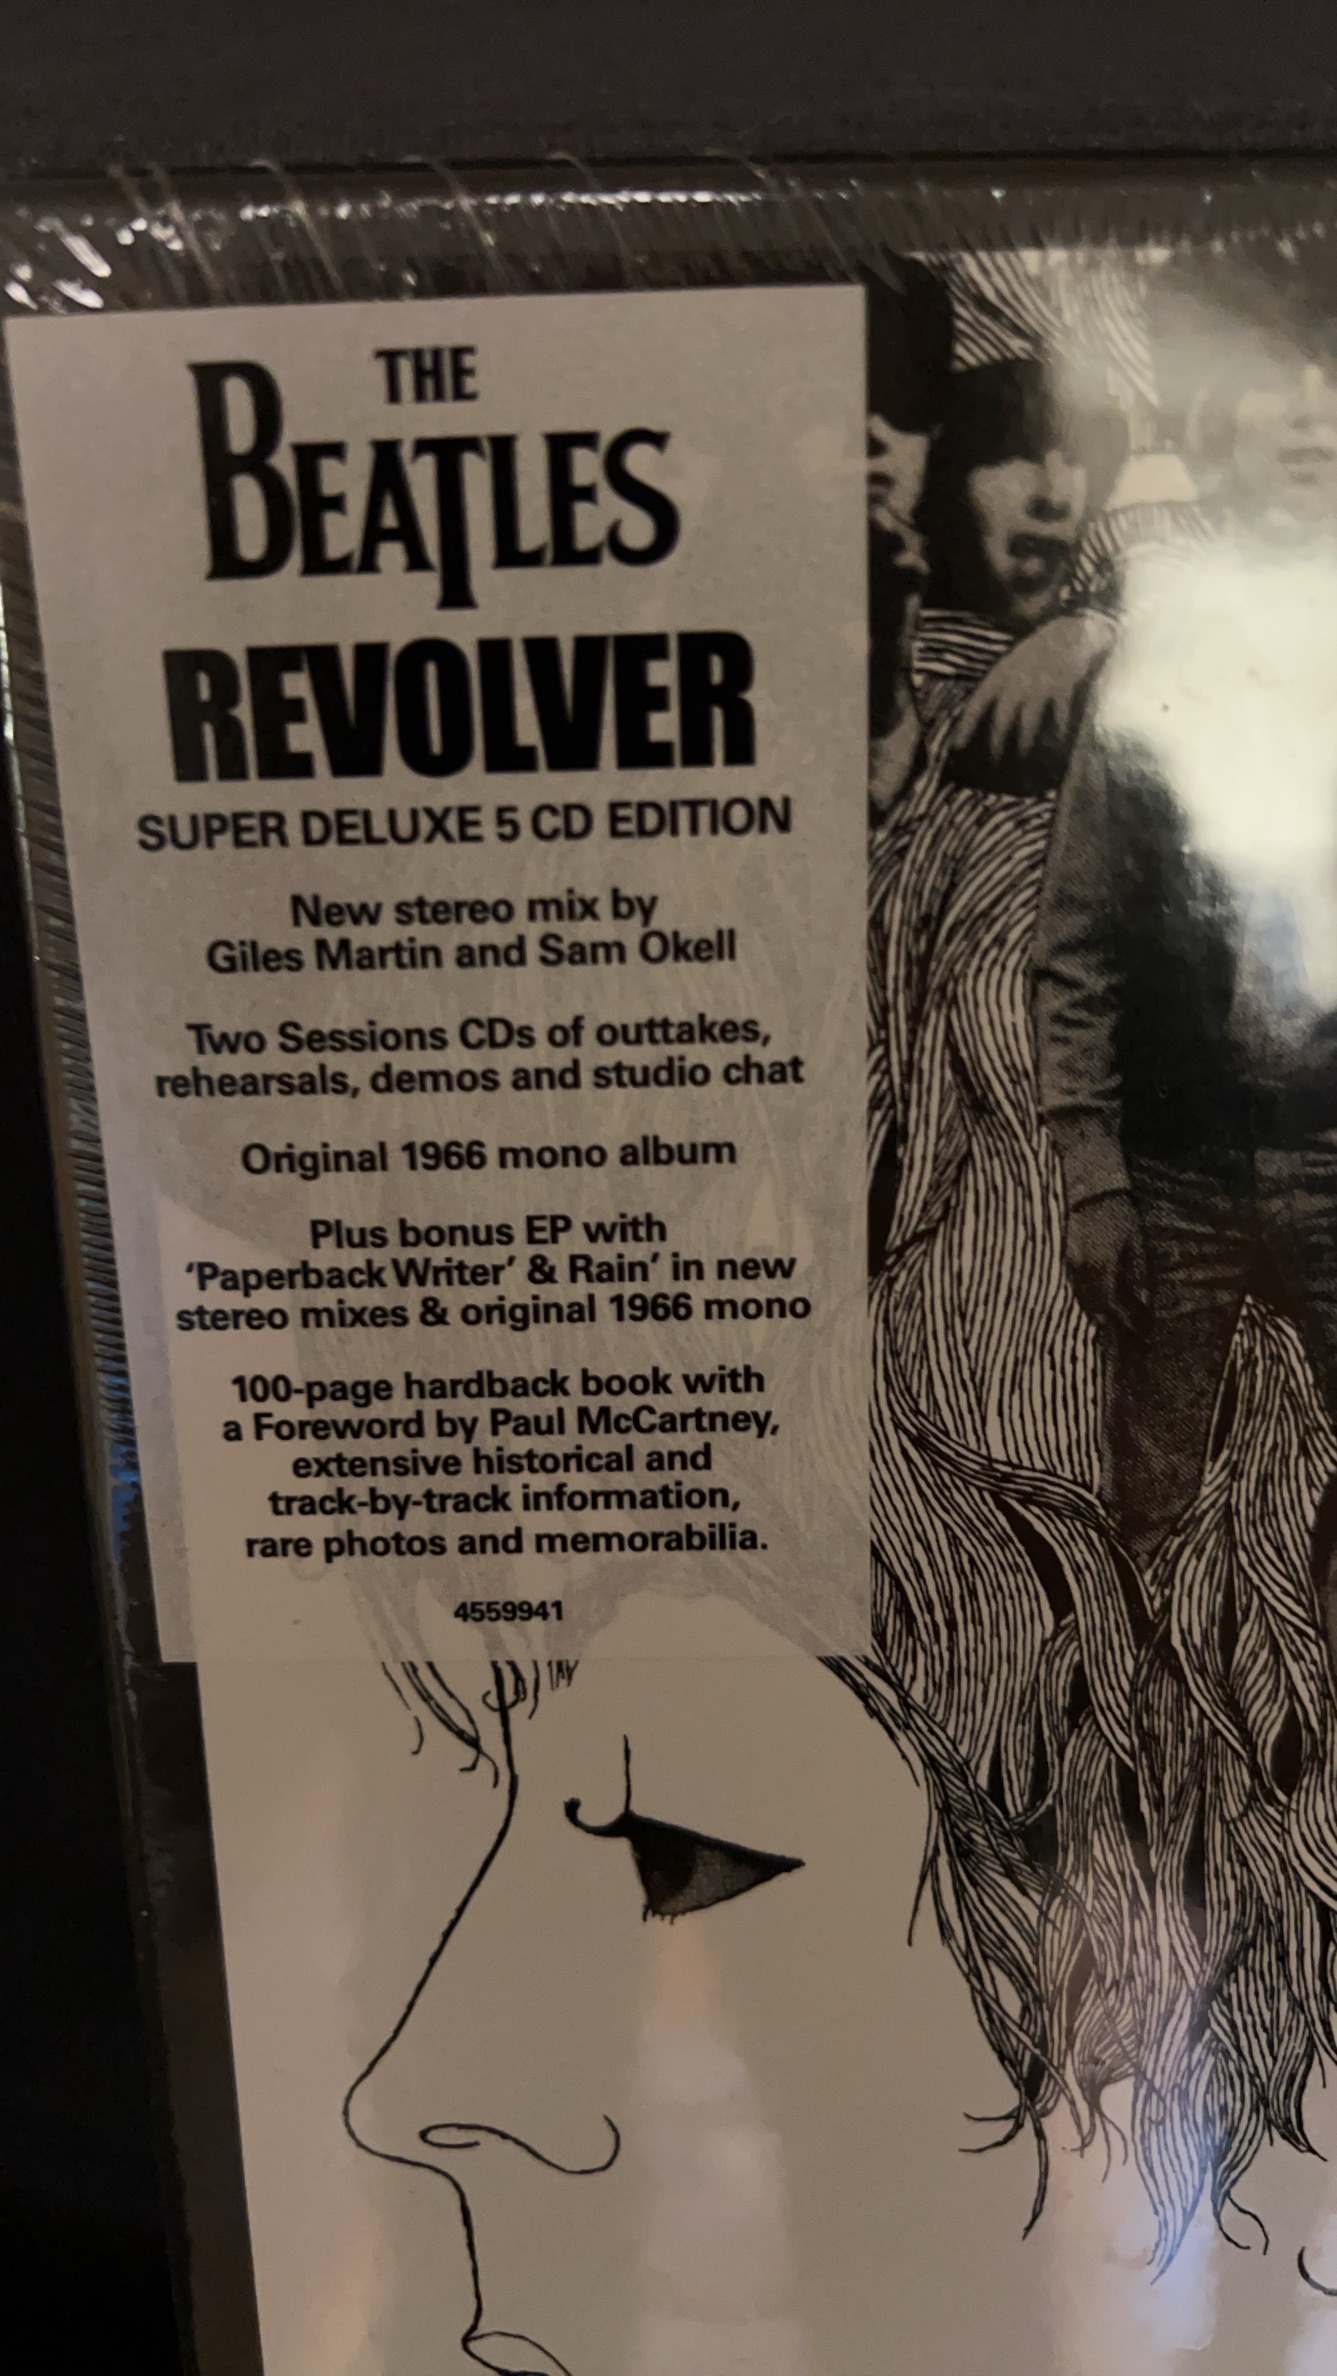 THE
BEATLES
REVOLVER
SUPER DELUXE 5 CD EDITION
New stereo mix by
Giles Martin and Sam Okell
Two Sessions CDs of outtakes,
rehearsals, demos and studio chat
Original 1966 mono album
Plus bonus EP with
‘Paperback Writer’ & Rain’ in new
stereo mixes & original 1966 mono
100-page hardback book with
a Foreword by Paul McCartney,
extensive historical and
track-by-track information,
rare photos and memorabilia.
4559941